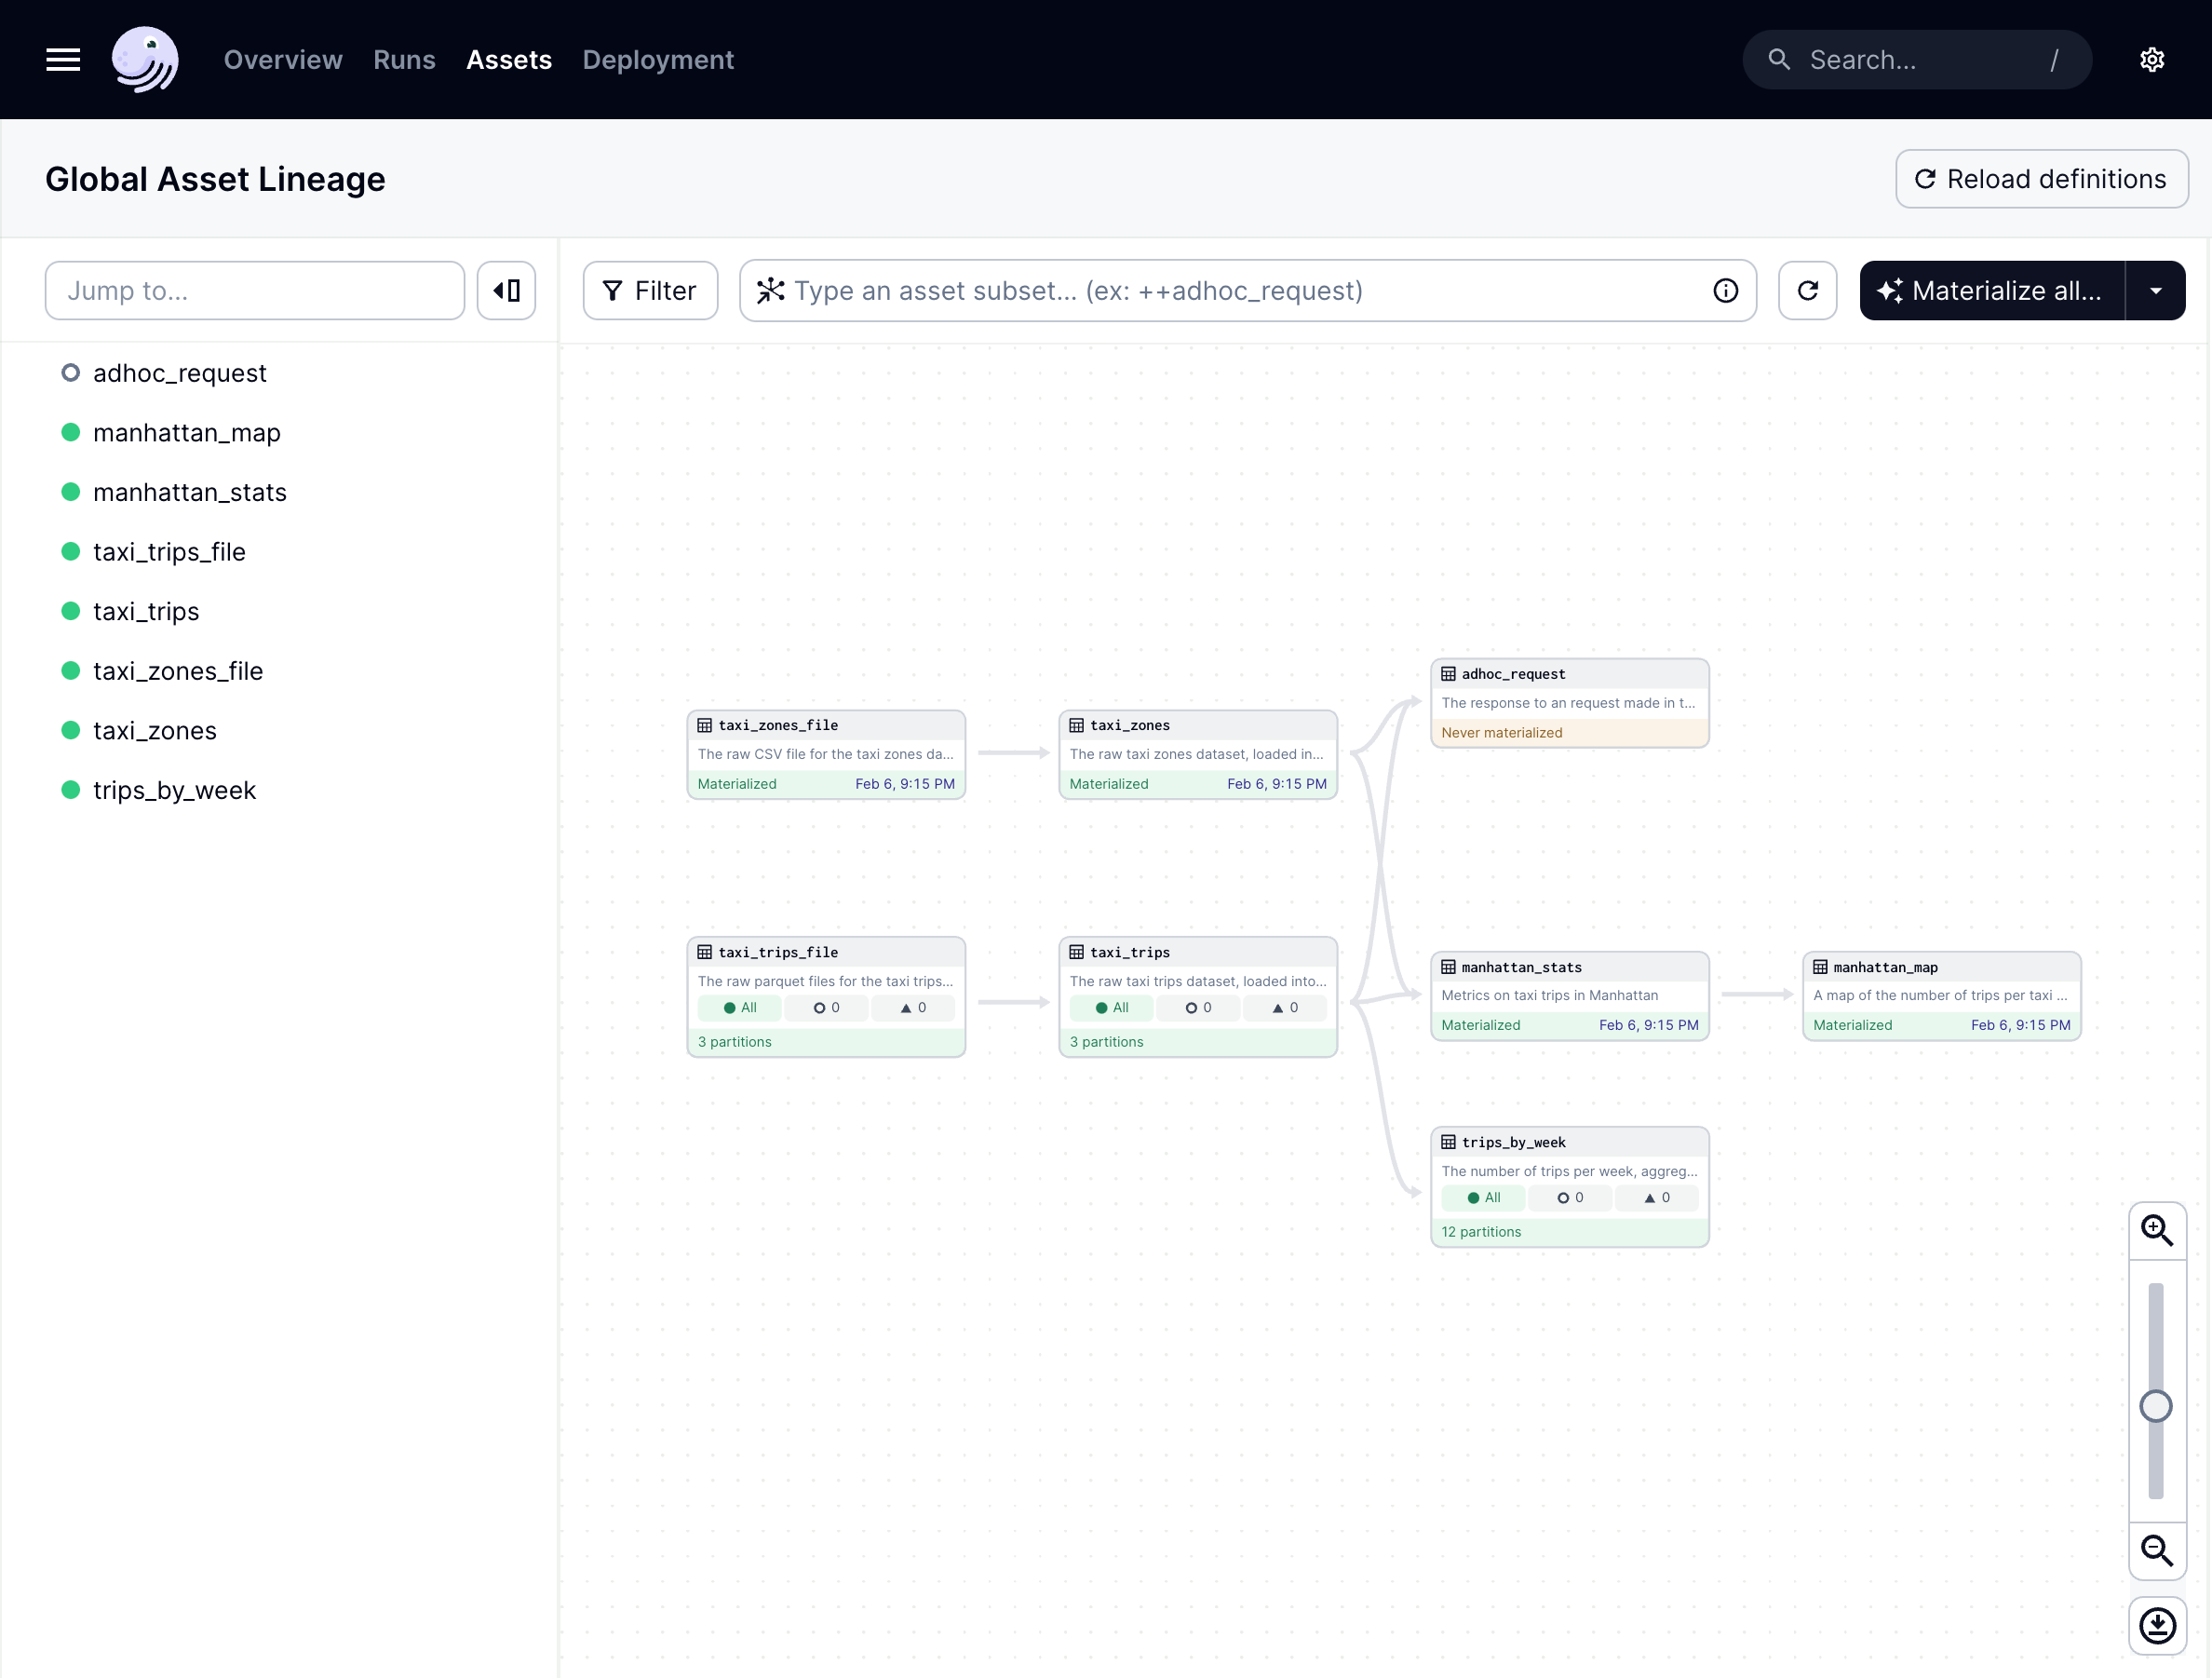 Overview Runs Assets Deployment
Search... /
Global Asset Lineage
Reload definitions
Jump to...
Filter
Type an asset subset... (ex: ++adhoc_request)
Materialize all...
adhoc_request
manhattan_map
manhattan_stats
taxi_trips_file
taxi_trips
taxi_zones_file
taxi_zones
trips_by_week
adhoc_request
The response to an request made in t...
Never materialized
taxi_zones_file
The raw CSV file for the taxi zones da...
Materialized Feb 6, 9:15 PM
taxi_zones
The raw taxi zones dataset, loaded in...
Materialized Feb 6, 9:15 PM
taxi_trips_file
The raw parquet files for the taxi trips...
All 0 0
3 partitions
taxi_trips
The raw taxi trips dataset, loaded into...
All 0 0
3 partitions
manhattan_stats
Metrics on taxi trips in Manhattan
Materialized Feb 6, 9:15 PM
manhattan_map
A map of the number of trips per taxi ...
Materialized Feb 6, 9:15 PM
trips_by_week
The number of trips per week, aggreg...
All 0 0
12 partitions